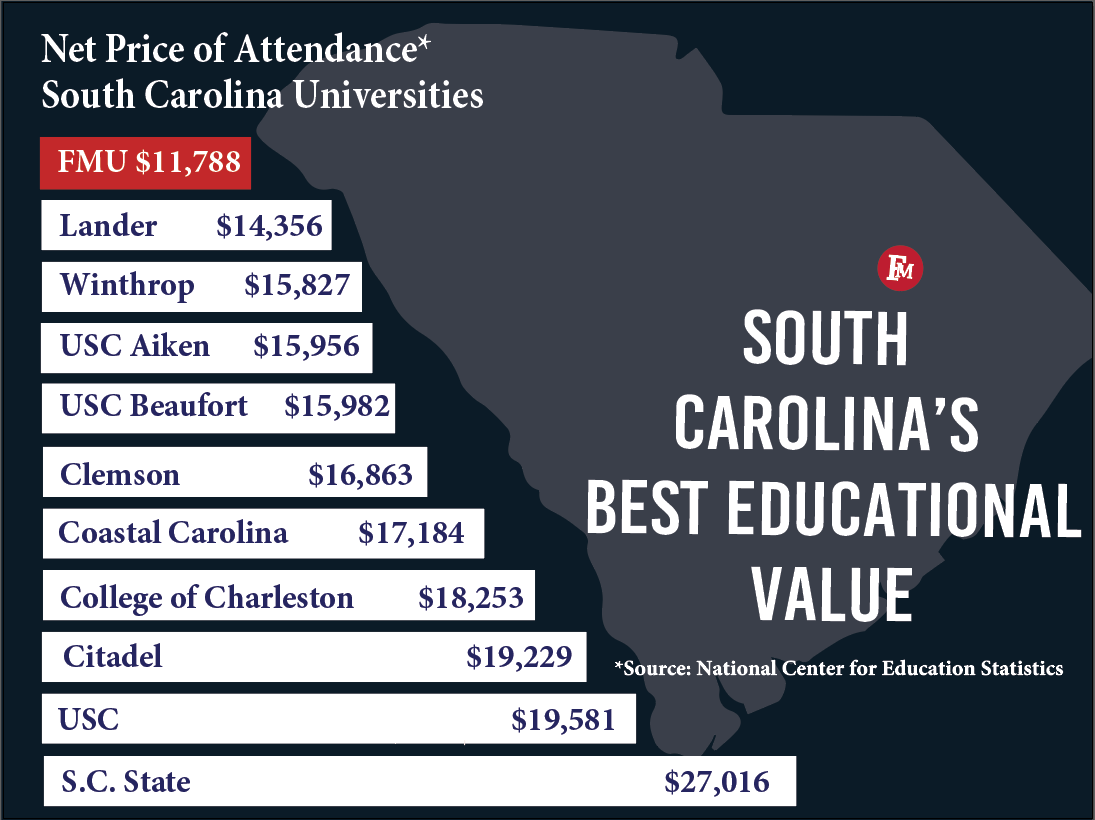 Net Price of Attendance*
South Carolina Universities
FMU $11,788
Lander $14,356
Winthrop $15,827
USC Aiken $15,956
USC Beaufort $15,982
Clemson $16,863
Coastal Carolina $17,184
College of Charleston $18,253
Citadel $19,229
USC $19,581
S.C. State $27,016
FM
SOUTH
CAROLINA’S
BEST EDUCATIONAL
VALUE
*Source: National Center for Education Statistics